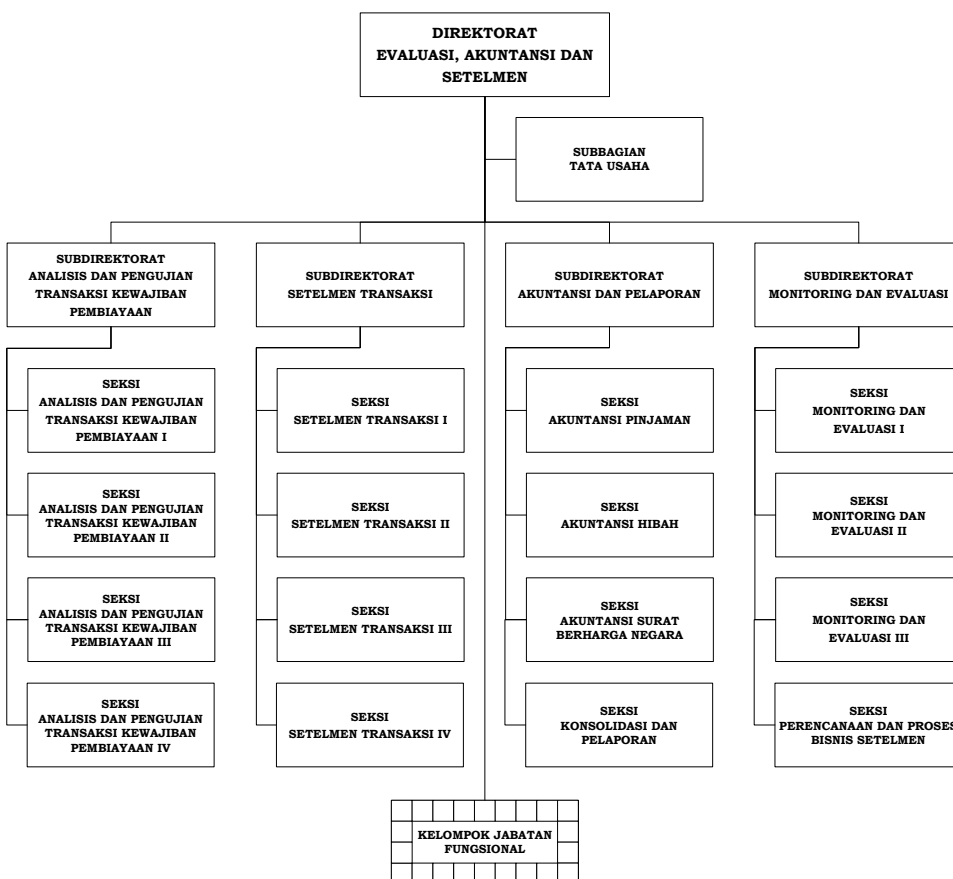 DIREKTORAT
EVALUASI, AKUNTANSI DAN
SETELMEN
SUBBAGIAN
TATA USAHA
SUBDIREKTORAT
ANALISIS DAN PENGUJIAN
TRANSAKSI KEWAJIBAN
PEMBIAYAAN
SUBDIREKTORAT
SETELMEN TRANSAKSI
SUBDIREKTORAT
AKUNTANSI DAN PELAPORAN
SUBDIREKTORAT
MONITORING DAN EVALUASI
SEKSI
ANALISIS DAN PENGUJIAN
TRANSAKSI KEWAJIBAN
PEMBIAYAAN I
SEKSI
SETELMEN TRANSAKSI I
SEKSI
AKUNTANSI PINJAMAN
SEKSI
MONITORING DAN
EVALUASI I
SEKSI
ANALISIS DAN PENGUJIAN
TRANSAKSI KEWAJIBAN
PEMBIAYAAN II
SEKSI
SETELMEN TRANSAKSI II
SEKSI
AKUNTANSI HIBAH
SEKSI
MONITORING DAN
EVALUASI II
SEKSI
ANALISIS DAN PENGUJIAN
TRANSAKSI KEWAJIBAN
PEMBIAYAAN III
SEKSI
SETELMEN TRANSAKSI III
SEKSI
AKUNTANSI SURAT
BERHARGA NEGARA
SEKSI
MONITORING DAN
EVALUASI III
SEKSI
ANALISIS DAN PENGUJIAN
TRANSAKSI KEWAJIBAN
PEMBIAYAAN IV
SEKSI
SETELMEN TRANSAKSI IV
SEKSI
KONSOLIDASI DAN
PELAPORAN
SEKSI
PERENCANAAN DAN PROSES
BISNIS SETELMEN
KELOMPOK JABATAN
FUNGSIONAL